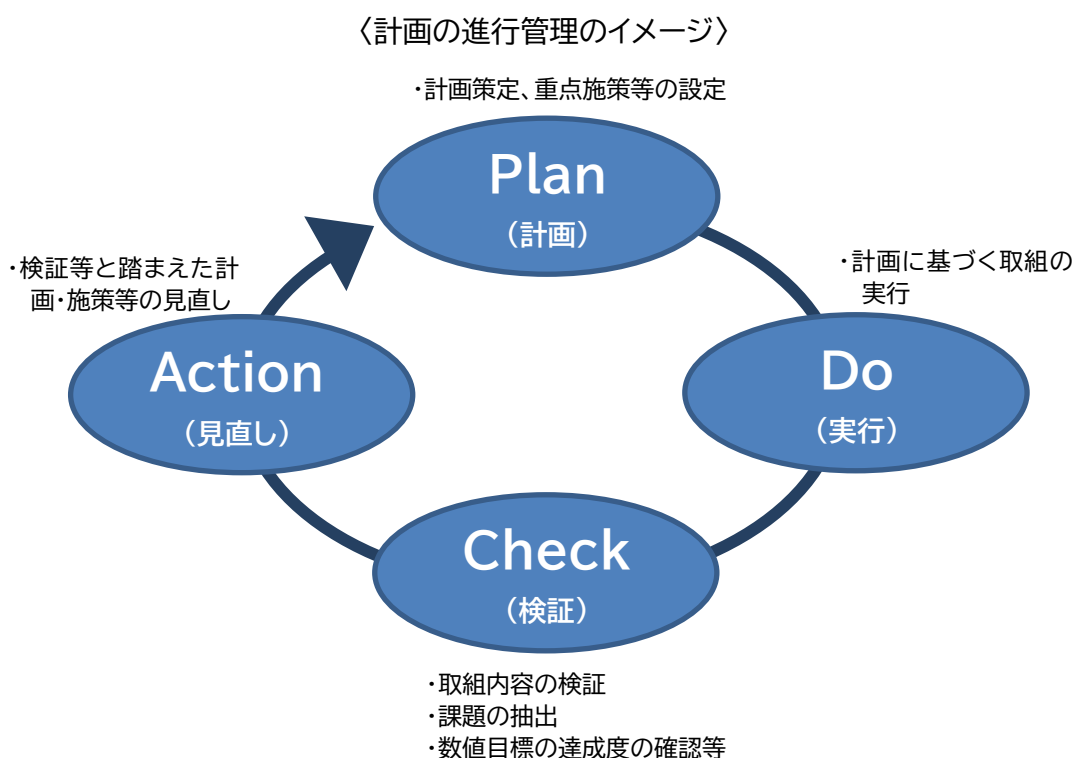 〈計画の進行管理のイメージ〉
・計画策定、重点施策等の設定
Plan
（計画）
・検証等と踏まえた計
画・施策等の見直し
・計画に基づく取組の
実行
Action
（見直し）
Do
（実行）
Check
（検証）
・取組内容の検証
・課題の抽出
・数値目標の達成度の確認等